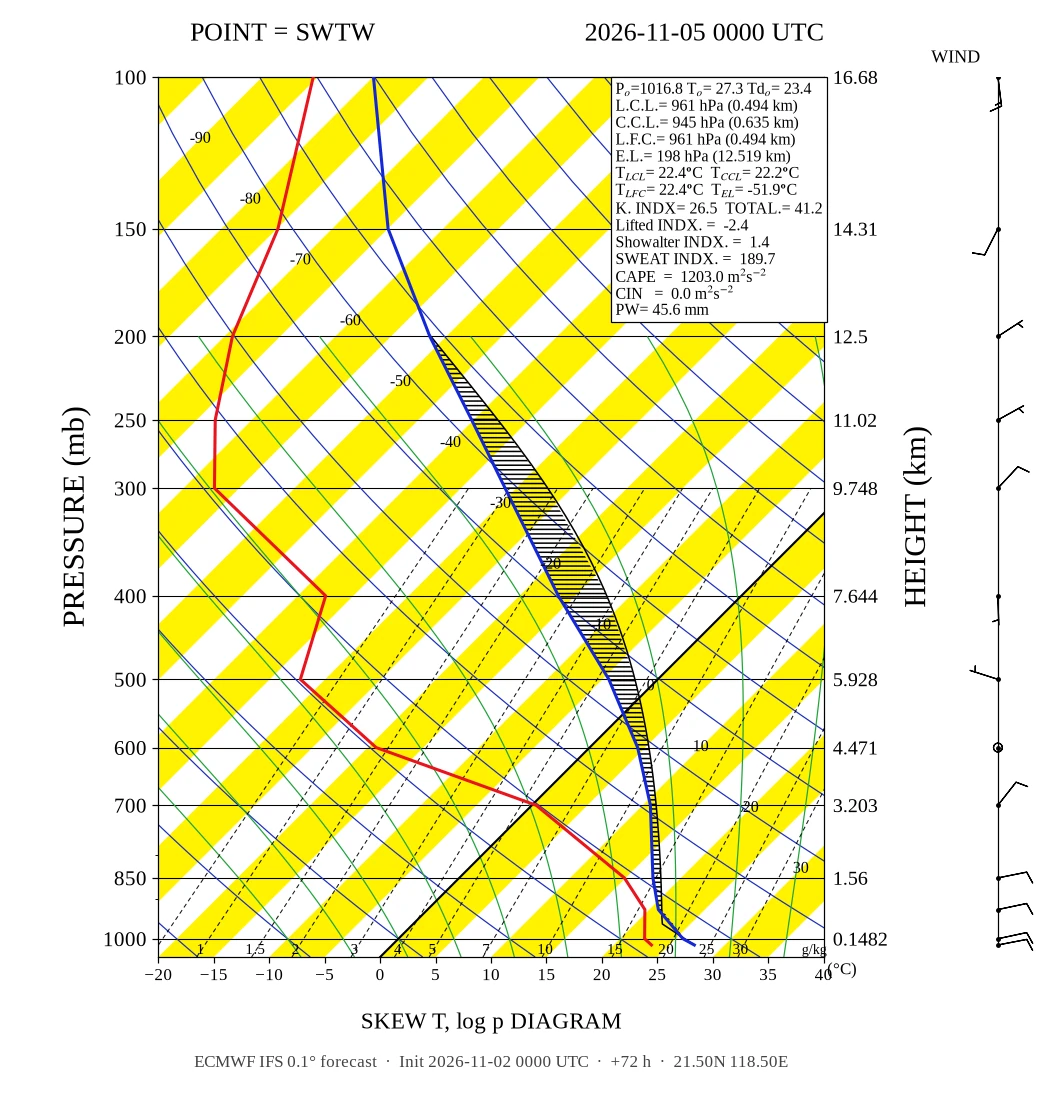 POINT = SWTW
2026-11-05 0000 UTC
WIND
100
16.68
Pₒ=1016.8 Tₒ= 27.3 Tdₒ= 23.4
L.C.L.= 961 hPa (0.494 km)
C.C.L.= 945 hPa (0.635 km)
L.F.C.= 961 hPa (0.494 km)
E.L.= 198 hPa (12.519 km)
T_LCL= 22.4°C T_CCL= 22.2°C
T_LFC= 22.4°C T_EL= -51.9°C
K. INDX= 26.5 TOTAL.= 41.2
Lifted INDX. = -2.4
Showalter INDX. = 1.4
SWEAT INDX. = 189.7
CAPE = 1203.0 m²s⁻²
CIN = 0.0 m²s⁻²
PW= 45.6 mm
-90
-80
150
14.31
-70
-60
200
12.5
-50
250
11.02
-40
300
9.748
-30
-20
400
7.644
10
500
5.928
0
600
4.471
10
700
3.203
20
850
1.56
30
1000
0.1482
PRESSURE (mb)
HEIGHT (km)
1 1.5 2 3 4 5 7 10 15 20 25 30 g/kg
−20 −15 −10 −5 0 5 10 15 20 25 30 35 40
(°C)
SKEW T, log p DIAGRAM
ECMWF IFS 0.1° forecast · Init 2026-11-02 0000 UTC · +72 h · 21.50N 118.50E